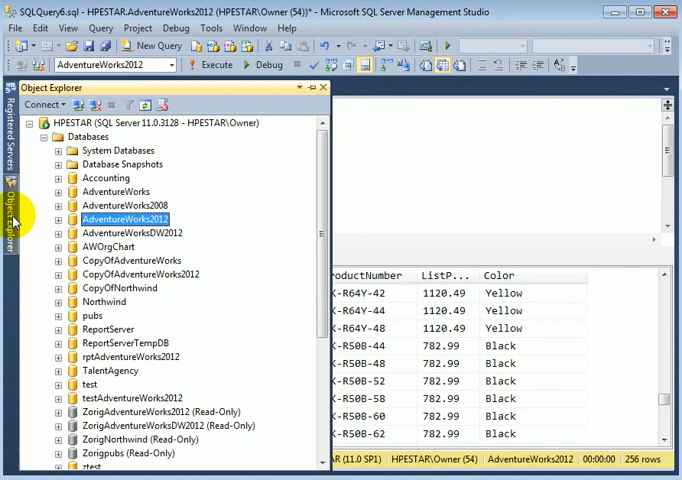 SQLQuery6.sql - HPESTAR.AdventureWorks2012 (HPESTAR\Owner (54))* - Microsoft SQL Server Management Studio
File Edit View Query Project Debug Tools Window Help
New Query
AdventureWorks2012 Execute Debug
Registered Servers
Object Explorer
Object Explorer
Connect
HPESTAR (SQL Server 11.0.3128 - HPESTAR\Owner)
Databases
System Databases
Database Snapshots
Accounting
AdventureWorks
AdventureWorks2008
AdventureWorks2012
AdventureWorksDW2012
AWOrgChart
CopyOfAdventureWorks
CopyOfAdventureWorks2012
CopyOfNorthwind
Northwind
pubs
ReportServer
ReportServerTempDB
rptAdventureWorks2012
TalentAgency
test
testAdventureWorks2012
ZorigAdventureWorks2012 (Read-Only)
ZorigAdventureWorksDW2012 (Read-Only)
ZorigNorthwind (Read-Only)
Zorigpubs (Read-Only)
ztest
roductNumber ListP... Color
K-R64Y-42 1120.49 Yellow
K-R64Y-44 1120.49 Yellow
K-R64Y-48 1120.49 Yellow
K-R50B-44 782.99 Black
K-R50B-48 782.99 Black
K-R50B-52 782.99 Black
K-R50B-58 782.99 Black
K-R50B-60 782.99 Black
K-R50B-62 782.99 Black
AR (11.0 SP1) HPESTAR\Owner (54) AdventureWorks2012 00:00:00 256 rows